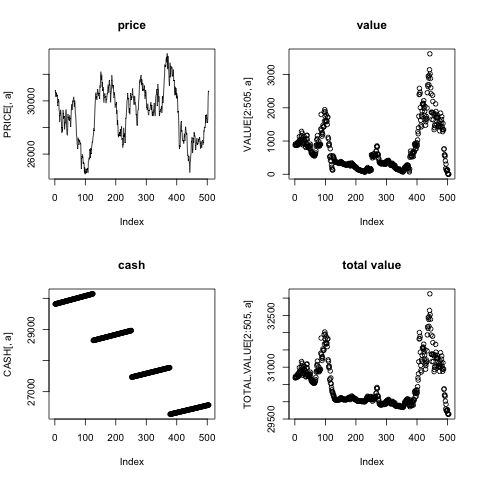 price
value
PRICE[, a]
26000
28000
30000
VALUE[2:505, a]
0
1000
2000
3000
0 100 200 300 400 500
0 100 200 300 400 500
Index
Index
cash
total value
CASH[, a]
27000
29000
TOTAL.VALUE[2:505, a]
29500
31000
32500
0 100 200 300 400 500
0 100 200 300 400 500
Index
Index